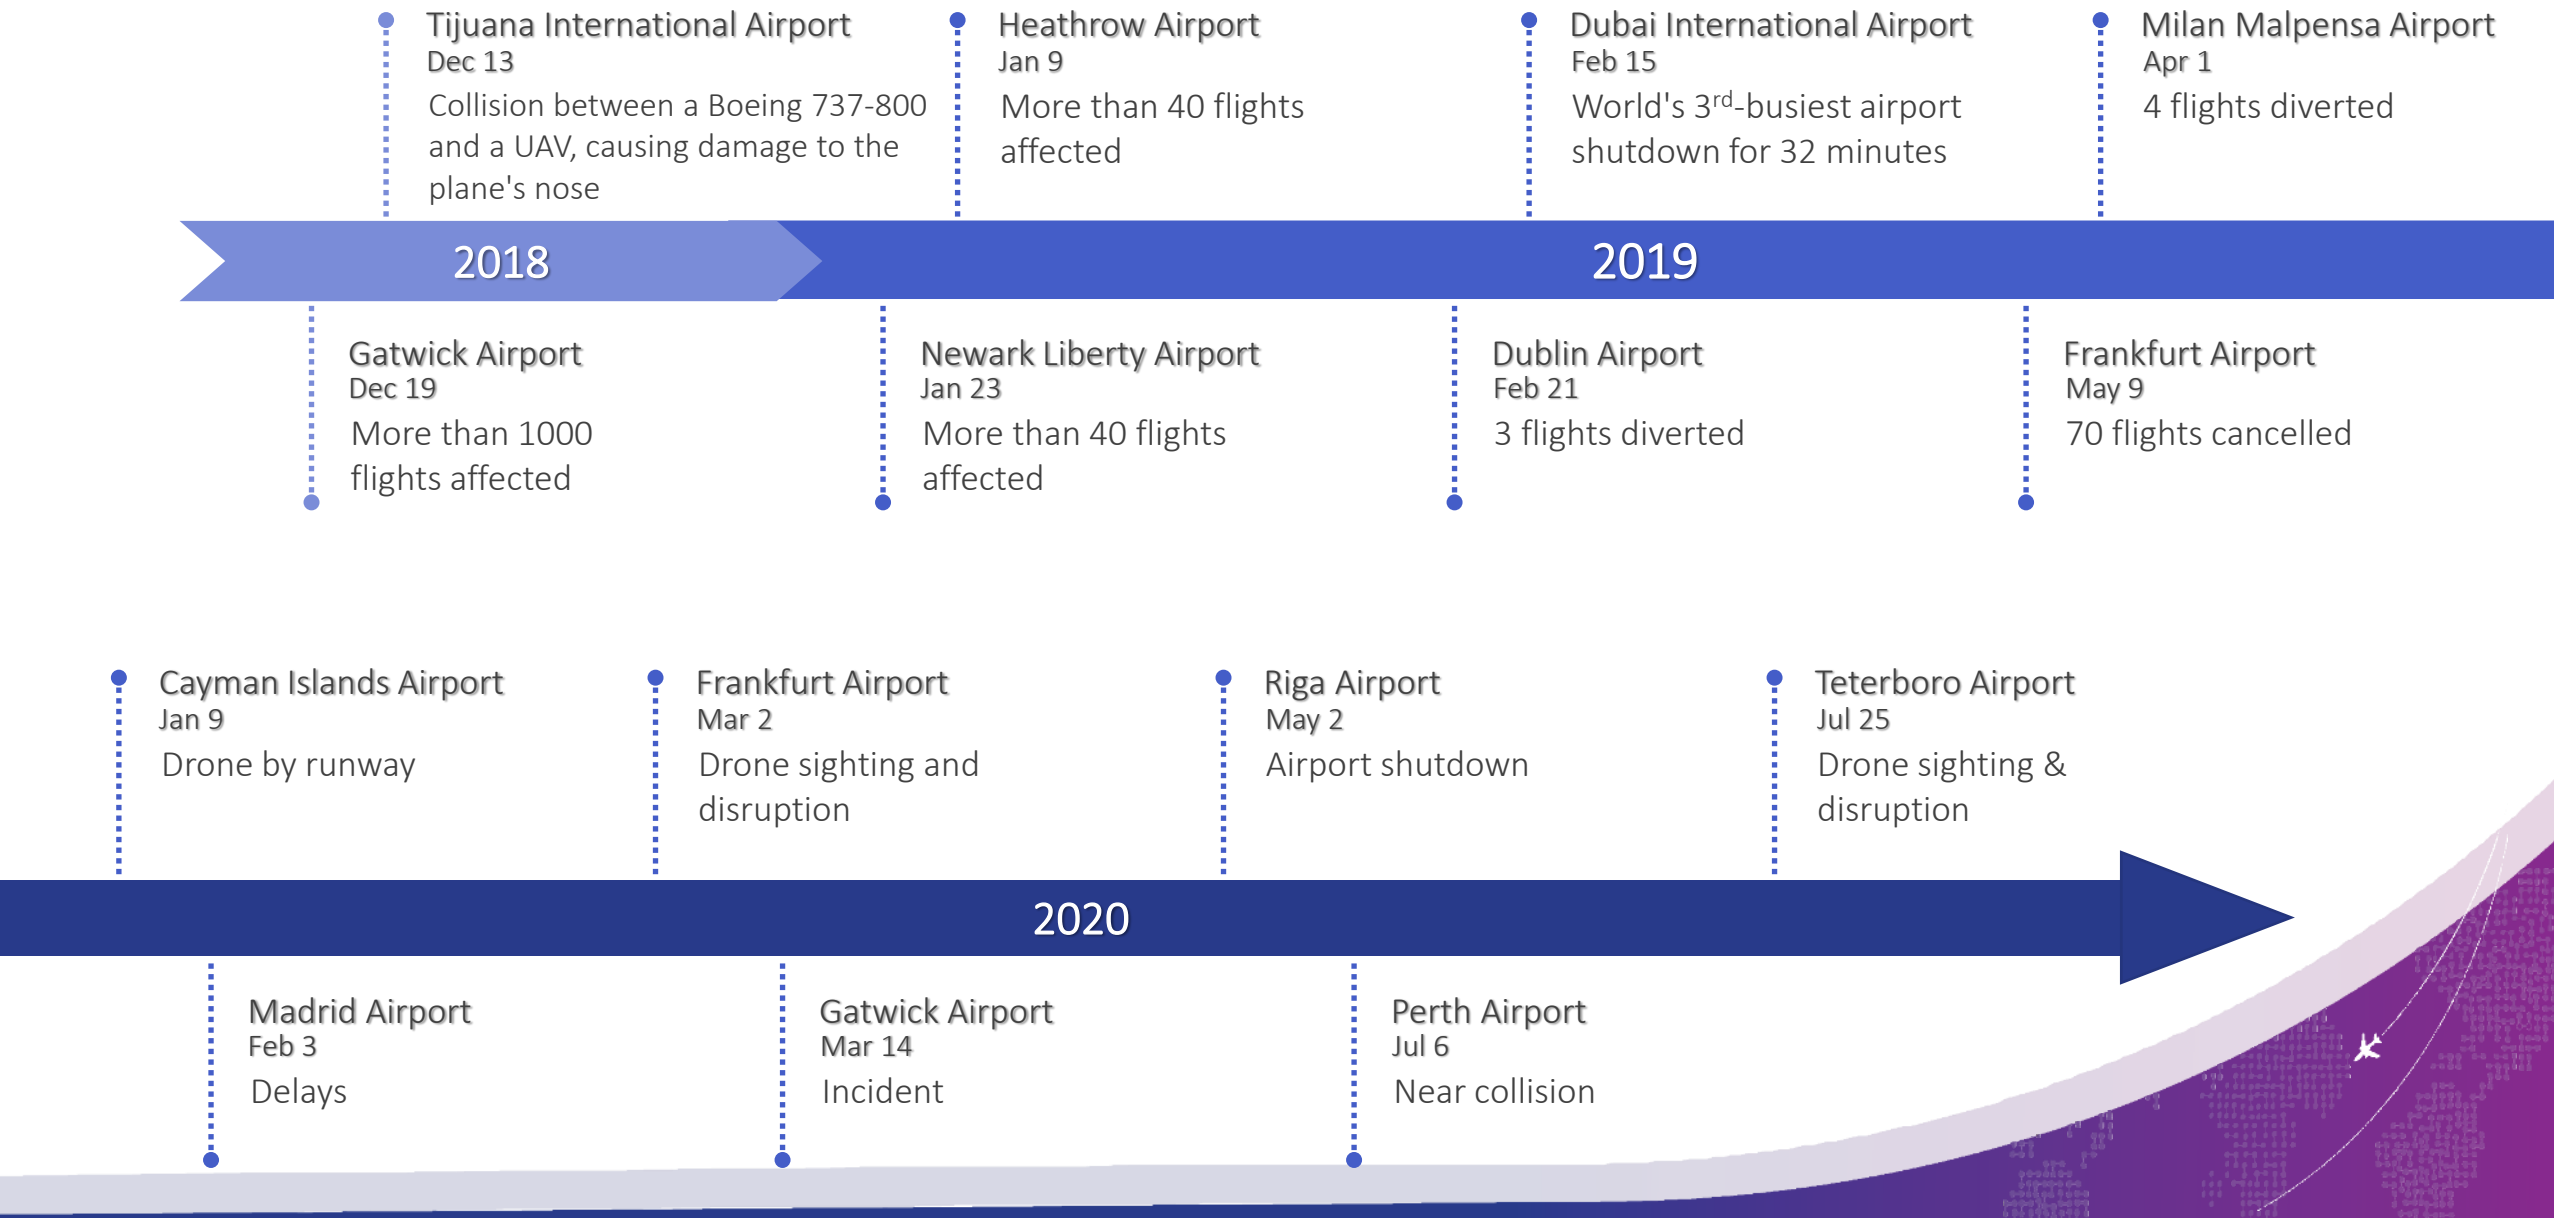 Tijuana International Airport
Dec 13
Collision between a Boeing 737-800
and a UAV, causing damage to the
plane's nose
Heathrow Airport
Jan 9
More than 40 flights
affected
Dubai International Airport
Feb 15
World's 3rd-busiest airport
shutdown for 32 minutes
Milan Malpensa Airport
Apr 1
4 flights diverted
2018
2019
Gatwick Airport
Dec 19
More than 1000
flights affected
Newark Liberty Airport
Jan 23
More than 40 flights
affected
Dublin Airport
Feb 21
3 flights diverted
Frankfurt Airport
May 9
70 flights cancelled
Cayman Islands Airport
Jan 9
Drone by runway
Frankfurt Airport
Mar 2
Drone sighting and
disruption
Riga Airport
May 2
Airport shutdown
Teterboro Airport
Jul 25
Drone sighting &
disruption
2020
Madrid Airport
Feb 3
Delays
Gatwick Airport
Mar 14
Incident
Perth Airport
Jul 6
Near collision